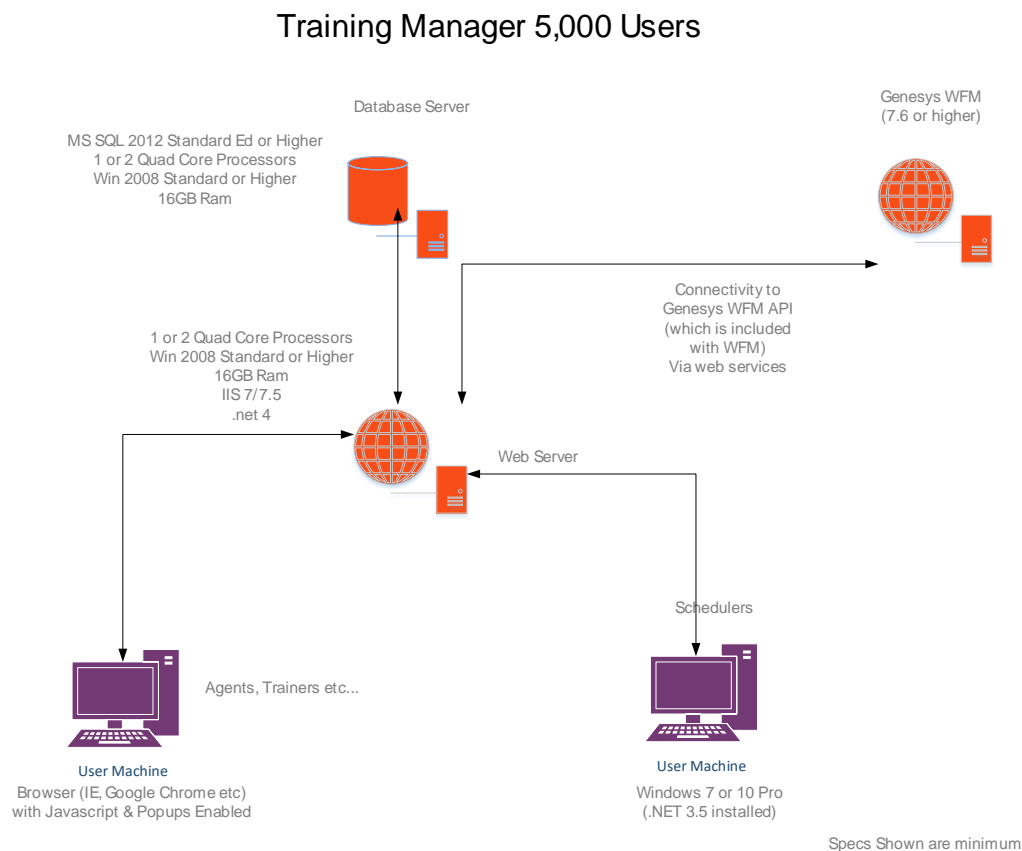 Training Manager 5,000 Users
Database Server
Genesys WFM
(7.6 or higher)
MS SQL 2012 Standard Ed or Higher
1 or 2 Quad Core Processors
Win 2008 Standard or Higher
16GB Ram
Connectivity to
Genesys WFM API
(which is included
with WFM)
Via web services
1 or 2 Quad Core Processors
Win 2008 Standard or Higher
16GB Ram
IIS 7/7.5
.net 4
Web Server
Schedulers
Agents, Trainers etc...
User Machine
Browser (IE, Google Chrome etc)
with Javascript & Popups Enabled
User Machine
Windows 7 or 10 Pro
(.NET 3.5 installed)
Specs Shown are minimum